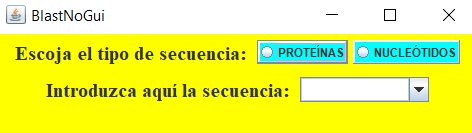 BlastNoGui
Escoja el tipo de secuencia: PROTEÍNAS NUCLEÓTIDOS
Introduzca aquí la secuencia: